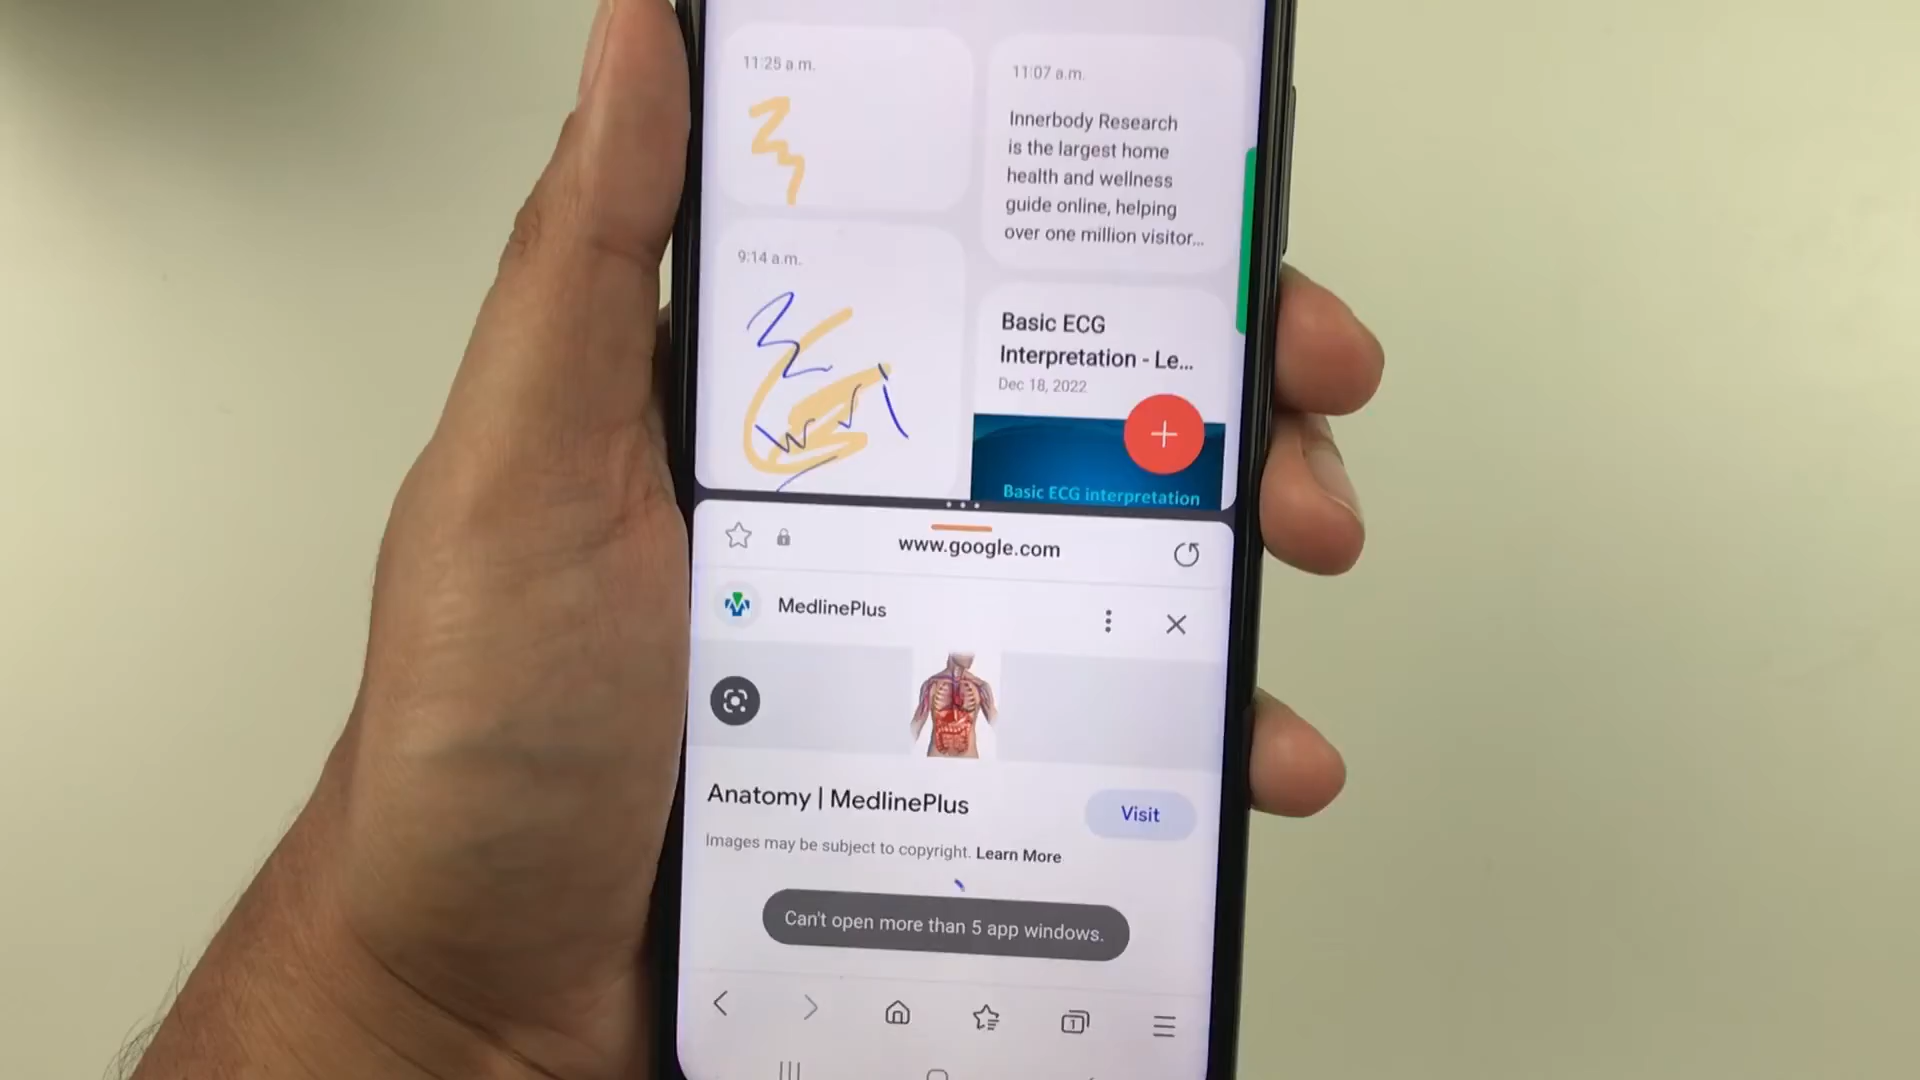 11:25 a.m.
11:07 a.m.
Innerbody Research
is the largest home
health and wellness
guide online, helping
over one million visitor...
9:14 a.m.
Basic ECG
Interpretation - Le...
Dec 18, 2022
Basic ECG interpretation
www.google.com
MedlinePlus
Anatomy | MedlinePlus
Visit
Images may be subject to copyright. Learn More
Can't open more than 5 app windows.
1